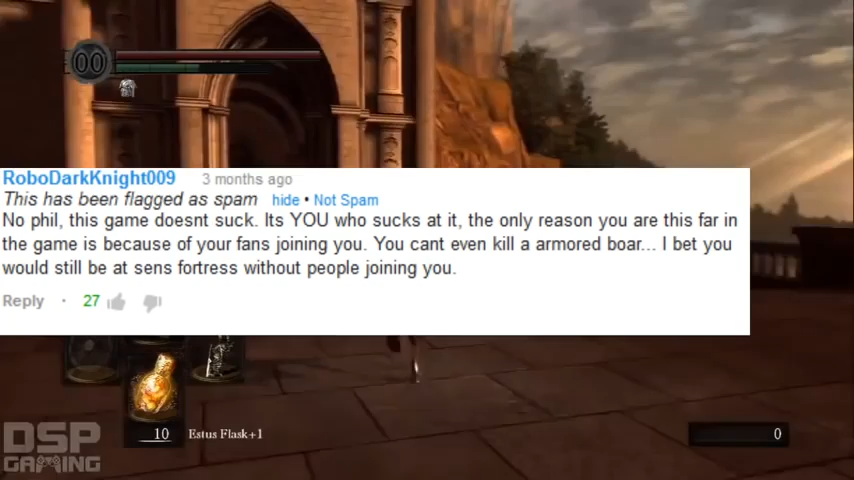 00
RoboDarkKnight009 3 months ago
This has been flagged as spam hide • Not Spam
No phil, this game doesnt suck. Its YOU who sucks at it, the only reason you are this far in
the game is because of your fans joining you. You cant even kill a armored boar... I bet you
would still be at sens fortress without people joining you.
Reply · 27
10 Estus Flask+1
0
DSP
GAMING